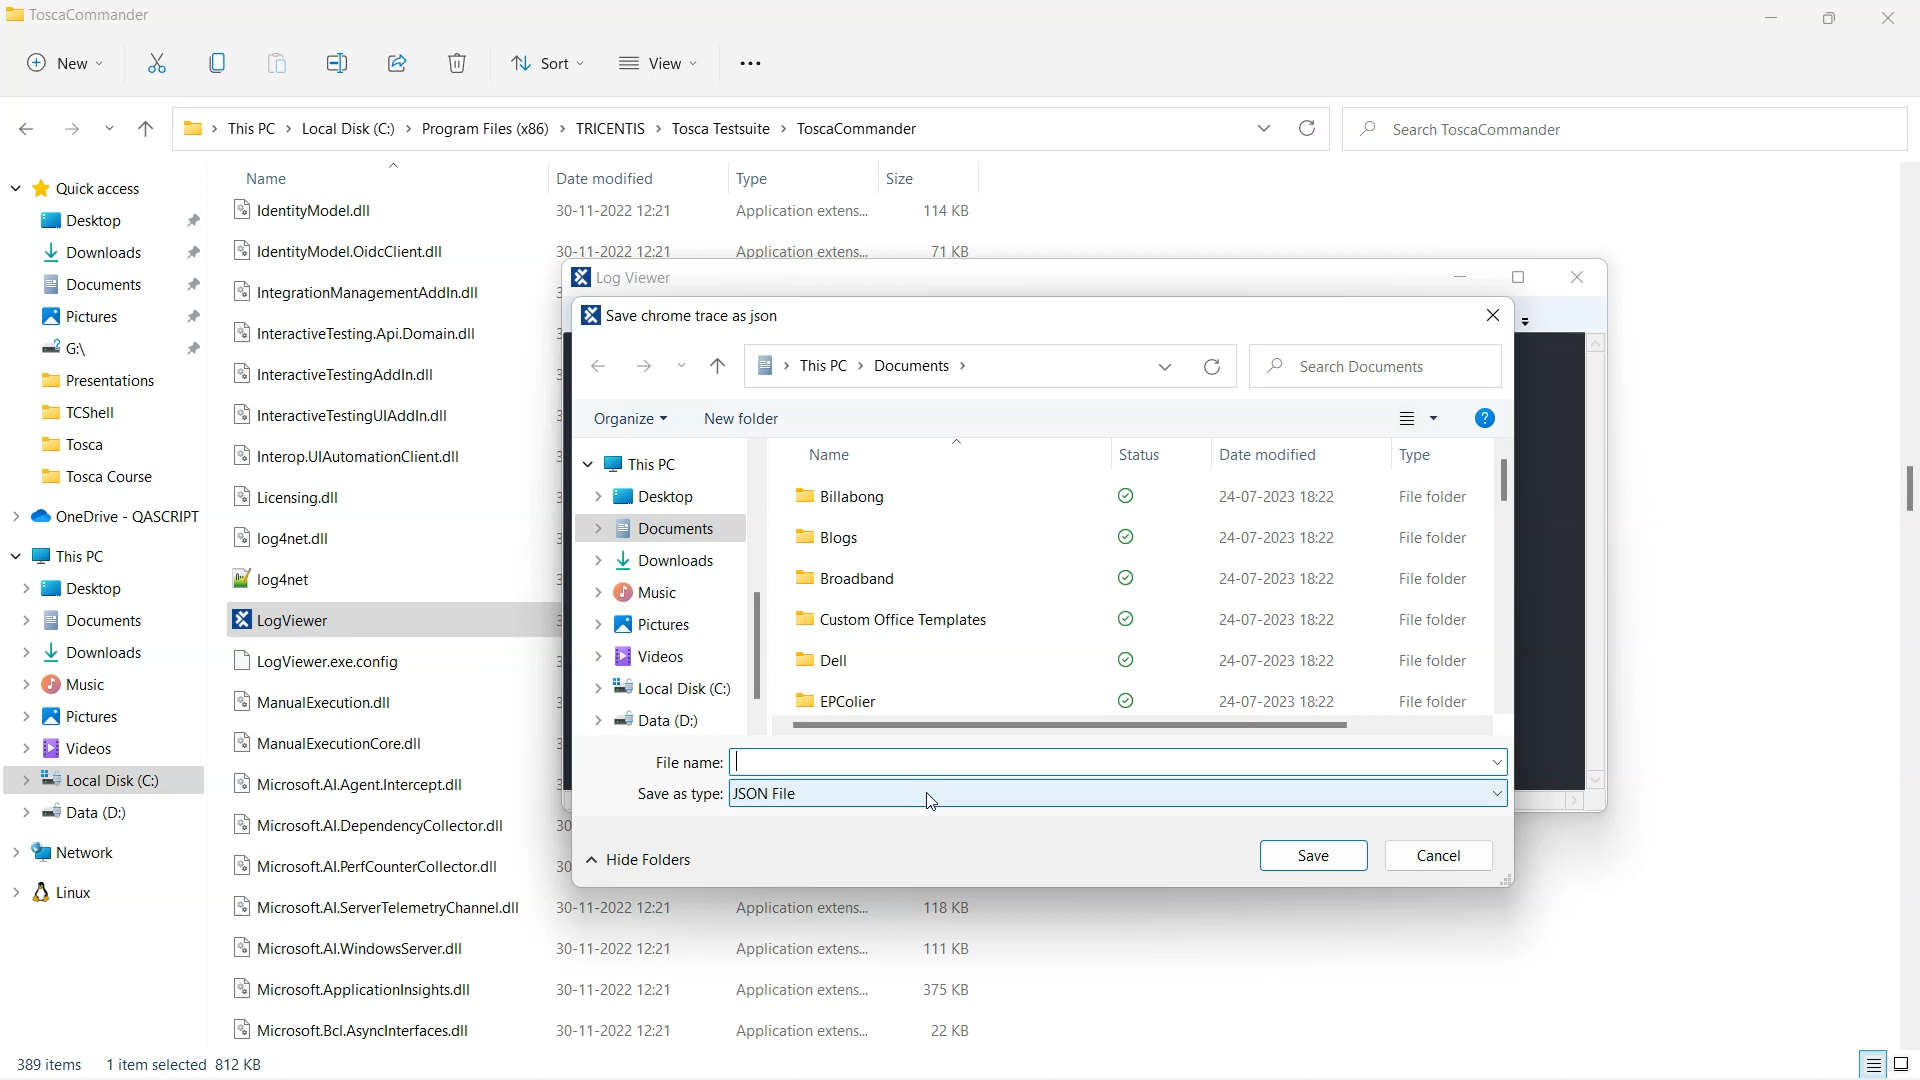 ToscaCommander
New
Sort
View
This PC > Local Disk (C:) > Program Files (x86) > TRICENTIS > Tosca Testsuite > ToscaCommander
Search ToscaCommander
Quick access
Desktop
Downloads
Documents
Pictures
G:\
Presentations
TCShell
Tosca
Tosca Course
OneDrive - QASCRIPT
This PC
Desktop
Documents
Downloads
Music
Pictures
Videos
Local Disk (C:)
Data (D:)
Network
Linux
Name Date modified Type Size
IdentityModel.dll 30-11-2022 12:21 Application extens... 114 KB
IdentityModel.OidcClient.dll 30-11-2022 12:21 Application extens... 71 KB
IntegrationManagementAddIn.dll
InteractiveTesting.Api.Domain.dll
InteractiveTestingAddIn.dll
InteractiveTestingUIAddIn.dll
Interop.UIAutomationClient.dll
Licensing.dll
log4net.dll
log4net
LogViewer
LogViewer.exe.config
ManualExecution.dll
ManualExecutionCore.dll
Microsoft.AI.Agent.Intercept.dll
Microsoft.AI.DependencyCollector.dll 30
Microsoft.AI.PerfCounterCollector.dll 30
Microsoft.AI.ServerTelemetryChannel.dll 30-11-2022 12:21 Application extens... 118 KB
Microsoft.AI.WindowsServer.dll 30-11-2022 12:21 Application extens... 111 KB
Microsoft.ApplicationInsights.dll 30-11-2022 12:21 Application extens... 375 KB
Microsoft.Bcl.AsyncInterfaces.dll 30-11-2022 12:21 Application extens... 22 KB
Log Viewer
Save chrome trace as json
This PC > Documents >
Search Documents
Organize
New folder
This PC
Desktop
Documents
Downloads
Music
Pictures
Videos
Local Disk (C:)
Data (D:)
Name Status Date modified Type
Billabong 24-07-2023 18:22 File folder
Blogs 24-07-2023 18:22 File folder
Broadband 24-07-2023 18:22 File folder
Custom Office Templates 24-07-2023 18:22 File folder
Dell 24-07-2023 18:22 File folder
EPColier 24-07-2023 18:22 File folder
File name:
Save as type: JSON File
Hide Folders
Save
Cancel
389 items 1 item selected 812 KB